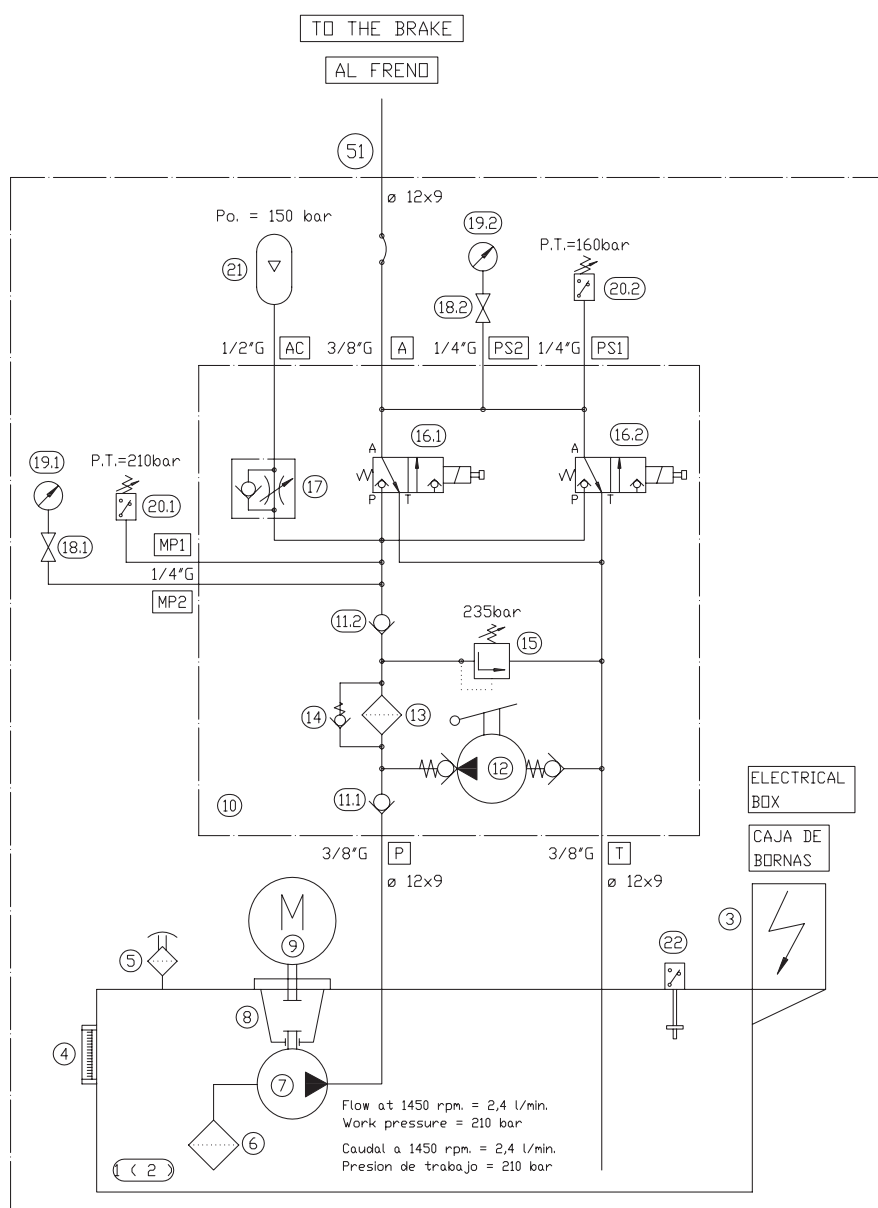 TO THE BRAKE
AL FRENO
51
ø 12x9
Po. = 150 bar
19.2
P.T.=160bar
21
18.2
20.2
1/2"G AC 3/8"G A 1/4"G PS2 1/4"G PS1
A 16.1 A 16.2
19.1
P.T.=210bar
17
P T P T
20.1
18.1
MP1
1/4"G
MP2
235bar
11.2
15
14 13
12
ELECTRICAL
BOX
10 11.1
CAJA DE
BORNAS
3/8"G P 3/8"G T
ø 12x9 ø 12x9
M
9
3
22
5
8
4
7
Flow at 1450 rpm. = 2,4 l/min.
Work pressure = 210 bar
6
Caudal a 1450 rpm. = 2,4 l/min.
Presion de trabajo = 210 bar
1 ( 2 )